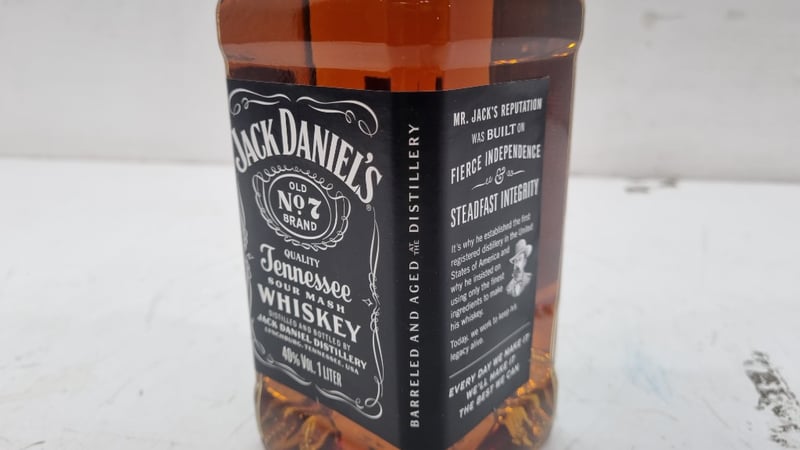 JACK DANIEL'S
®
OLD
No. 7
BRAND
QUALITY
Tennessee
SOUR MASH
WHISKEY
DISTILLED AND BOTTLED BY
JACK DANIEL DISTILLERY
LYNCHBURG, TENNESSEE, USA
40% Vol. 1 LITER
BARRELED AND AGED AT THE DISTILLERY
MR. JACK'S REPUTATION
WAS BUILT ON
FIERCE INDEPENDENCE
&
STEADFAST INTEGRITY
It's why he established the first
registered distillery in the United
States of America and
why he insisted on
using only the finest
ingredients to make
his whiskey.
Today, we work to keep his
legacy alive.
EVERY DAY WE MAKE IT,
WE'LL MAKE IT
THE BEST WE CAN.